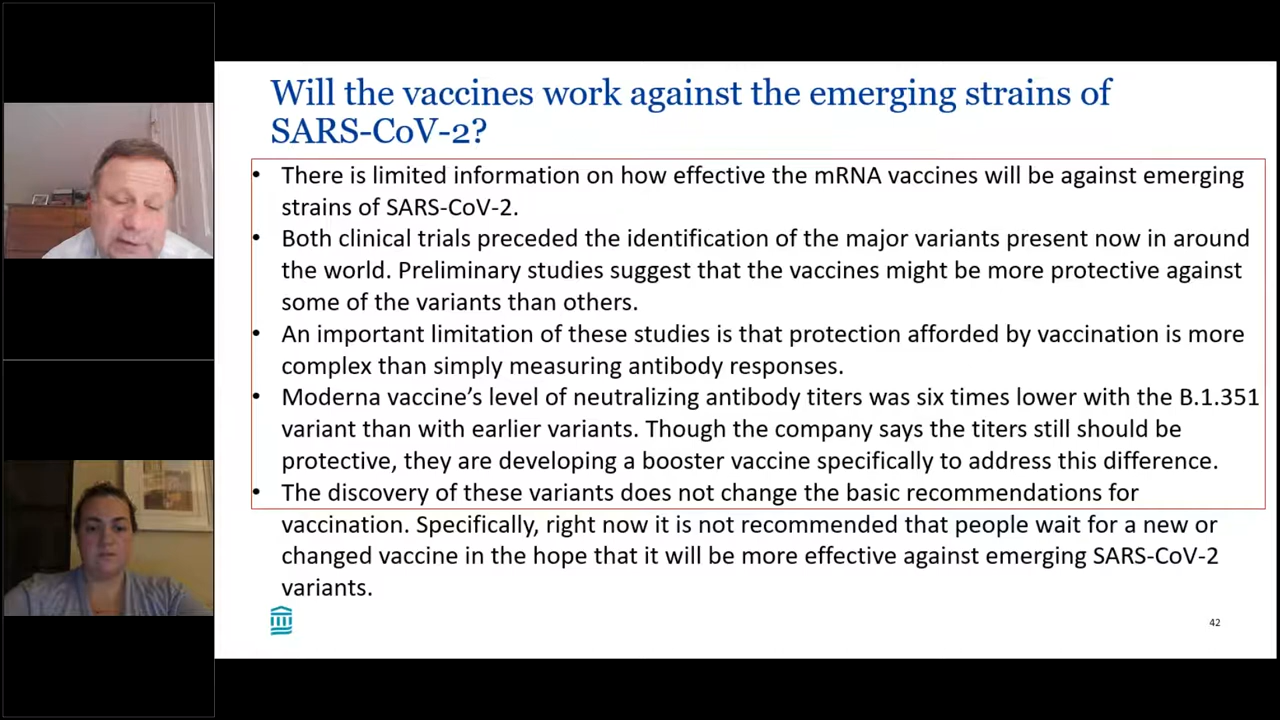 Will the vaccines work against the emerging strains of
SARS-CoV-2?
• There is limited information on how effective the mRNA vaccines will be against emerging
strains of SARS-CoV-2.
• Both clinical trials preceded the identification of the major variants present now in around
the world. Preliminary studies suggest that the vaccines might be more protective against
some of the variants than others.
• An important limitation of these studies is that protection afforded by vaccination is more
complex than simply measuring antibody responses.
• Moderna vaccine’s level of neutralizing antibody titers was six times lower with the B.1.351
variant than with earlier variants. Though the company says the titers still should be
protective, they are developing a booster vaccine specifically to address this difference.
• The discovery of these variants does not change the basic recommendations for
vaccination. Specifically, right now it is not recommended that people wait for a new or
changed vaccine in the hope that it will be more effective against emerging SARS-CoV-2
variants.
42